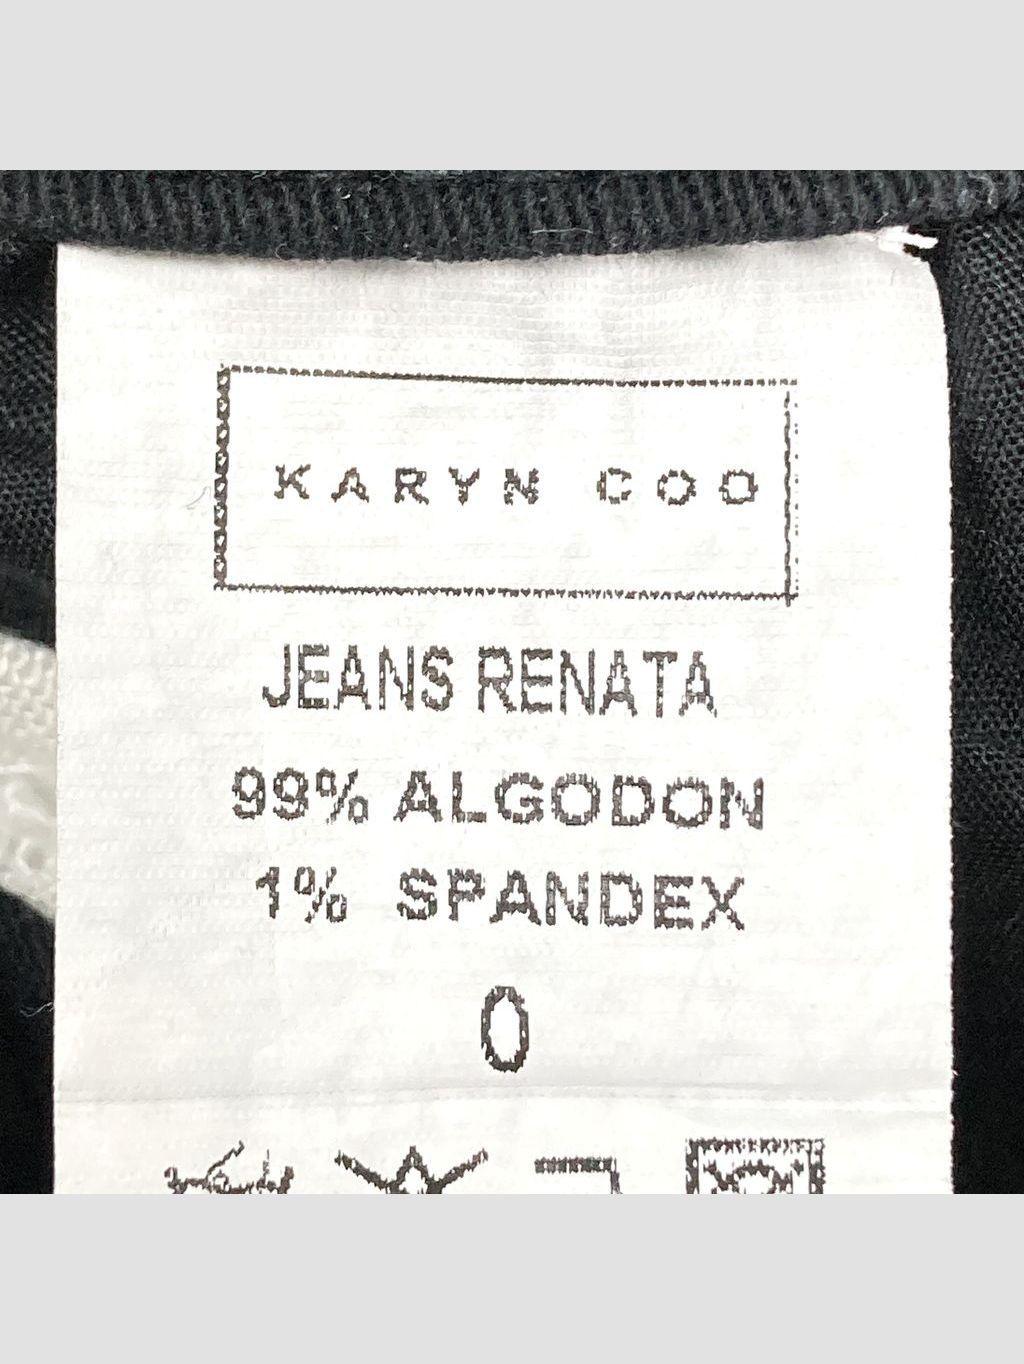 KARYN COO
JEANS RENATA
99% ALGODON
1% SPANDEX
0